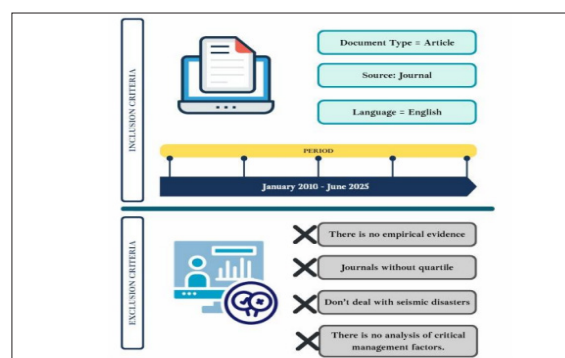 INCLUSION CRITERIA
Document Type = Article
Source: Journal
Language = English
PERIOD
January 2016 - June 2025
EXCLUSION CRITERIA
There is no empirical evidence
Journals without quartile
Don't deal with seismic disasters
There is no analysis of critical
management factors.